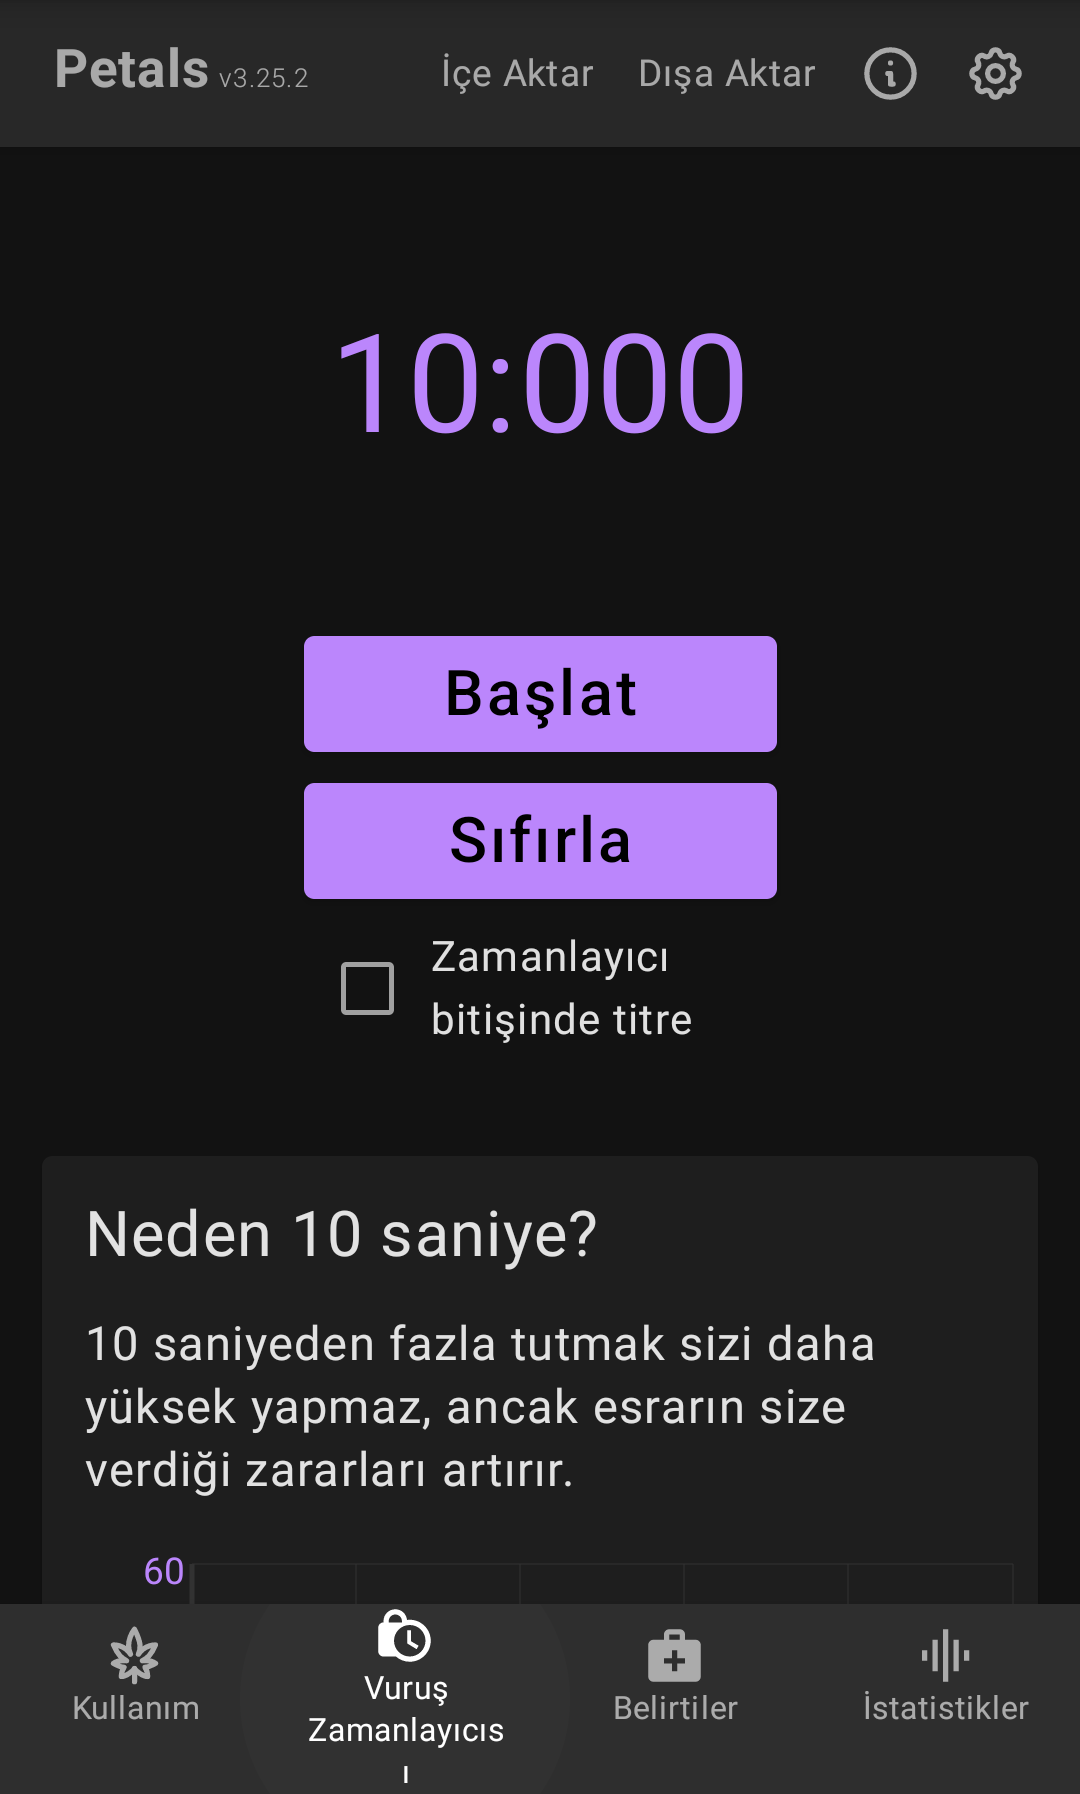 Petals v3.25.2 İçe Aktar Dışa Aktar
10:000
Başlat
Sıfırla
Zamanlayıcı
bitişinde titre
Neden 10 saniye?
10 saniyeden fazla tutmak sizi daha
yüksek yapmaz, ancak esrarın size
verdiği zararları artırır.
60
Kullanım
Vuruş
Zamanlayıcıs
ı
Belirtiler
İstatistikler